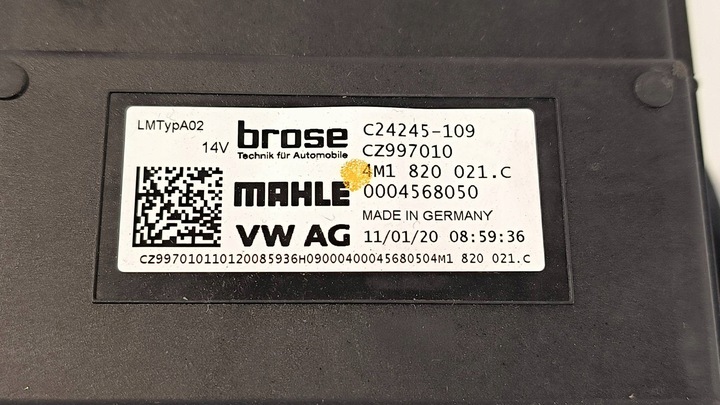 LMTypA02
14V
brose
Technik für Automobile
C24245-109
CZ997010
4M1 820 021.C
MAHLE
0004568050
MADE IN GERMANY
VW AG
11/01/20 08:59:36
CZ997010110120085936H09000400045680504M1 820 021.C